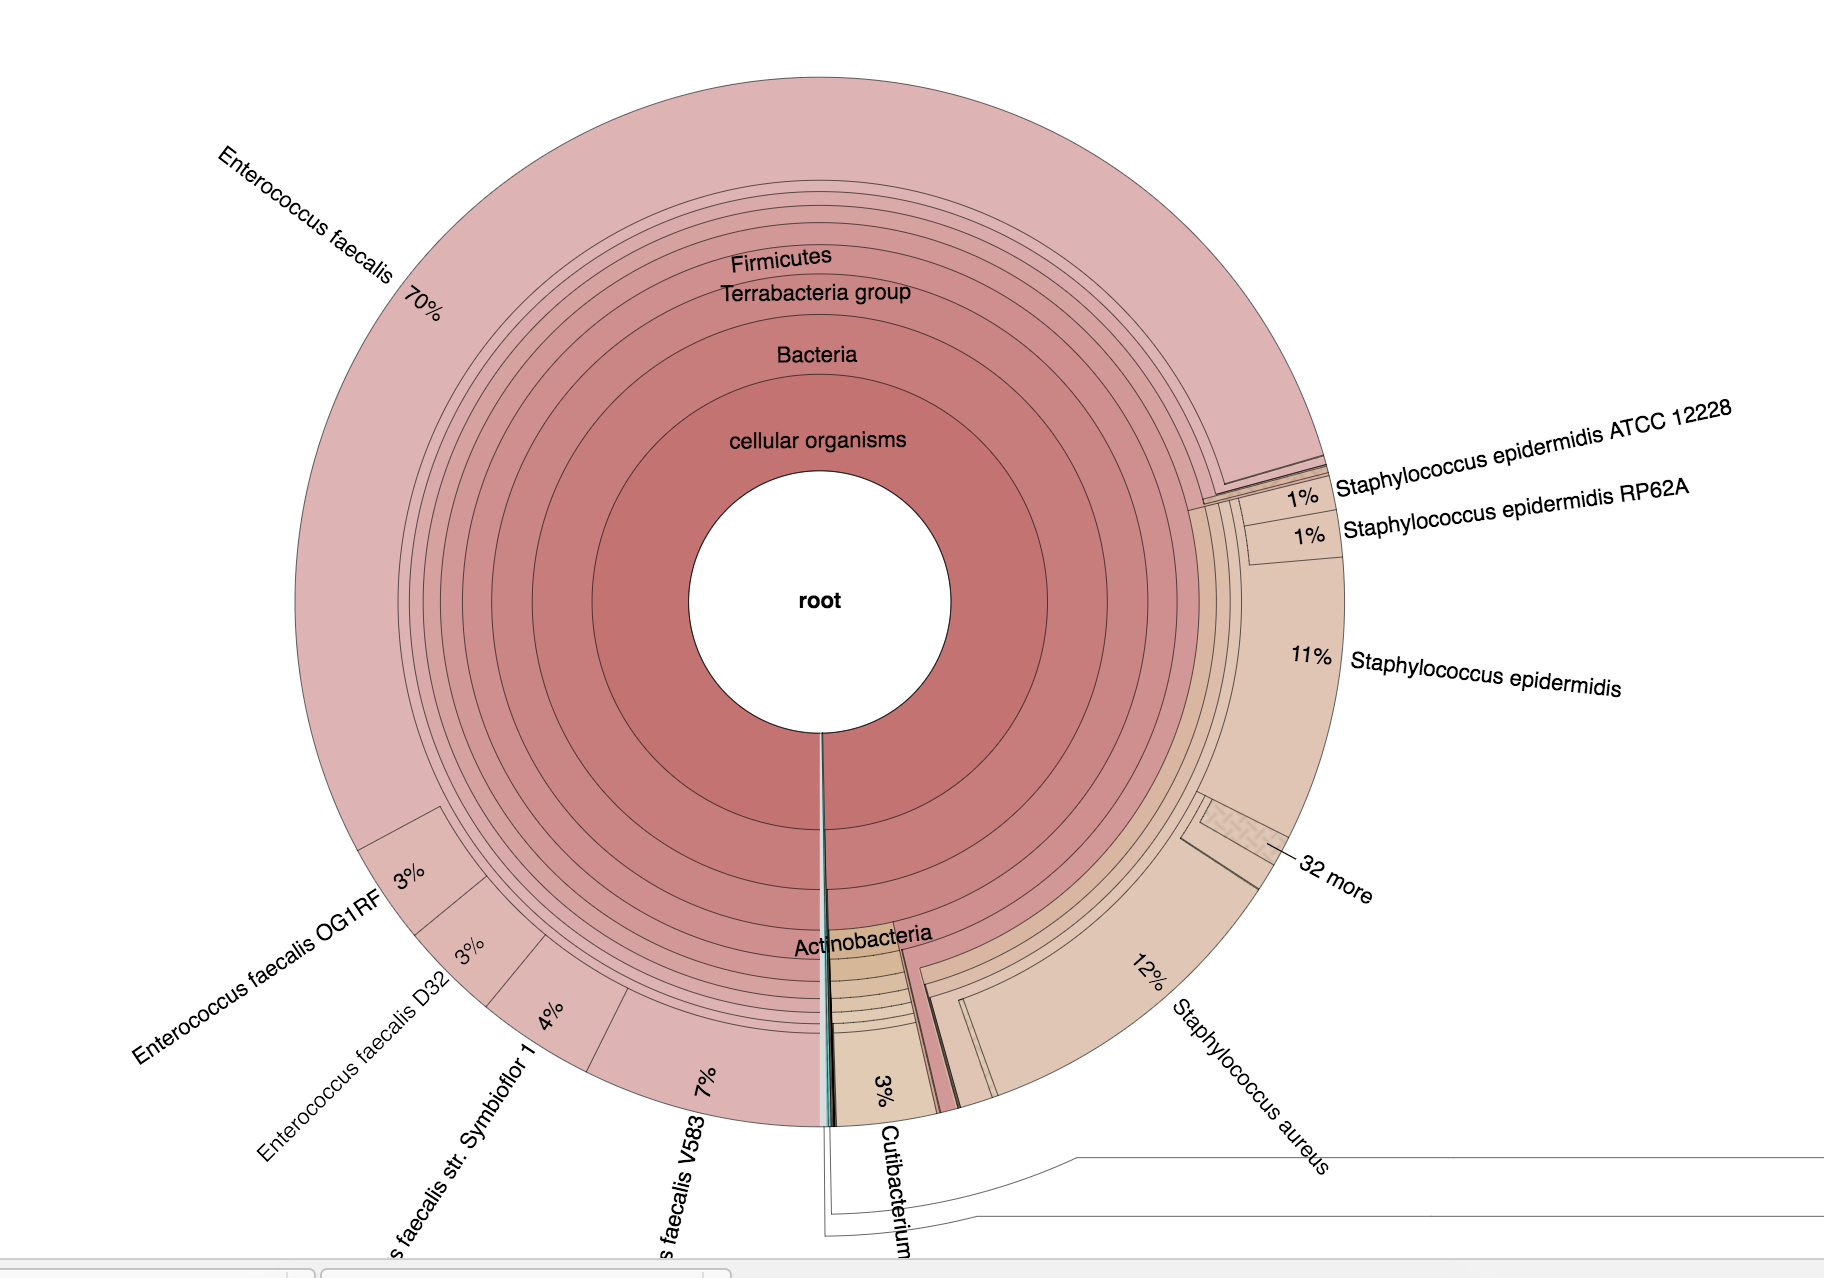 Enterococcus faecalis
70%
Firmicutes
Terrabacteria group
Bacteria
cellular organisms
root
Staphylococcus epidermidis ATCC 12228
1%
Staphylococcus epidermidis RP62A
1%
11% Staphylococcus epidermidis
32 more
12%
Staphylococcus aureus
Actinobacteria
3%
Cutibacterium
7%
s faecalis V583
4%
s faecalis str. Symbioflor 1
3%
Enterococcus faecalis D32
3%
Enterococcus faecalis OG1RF